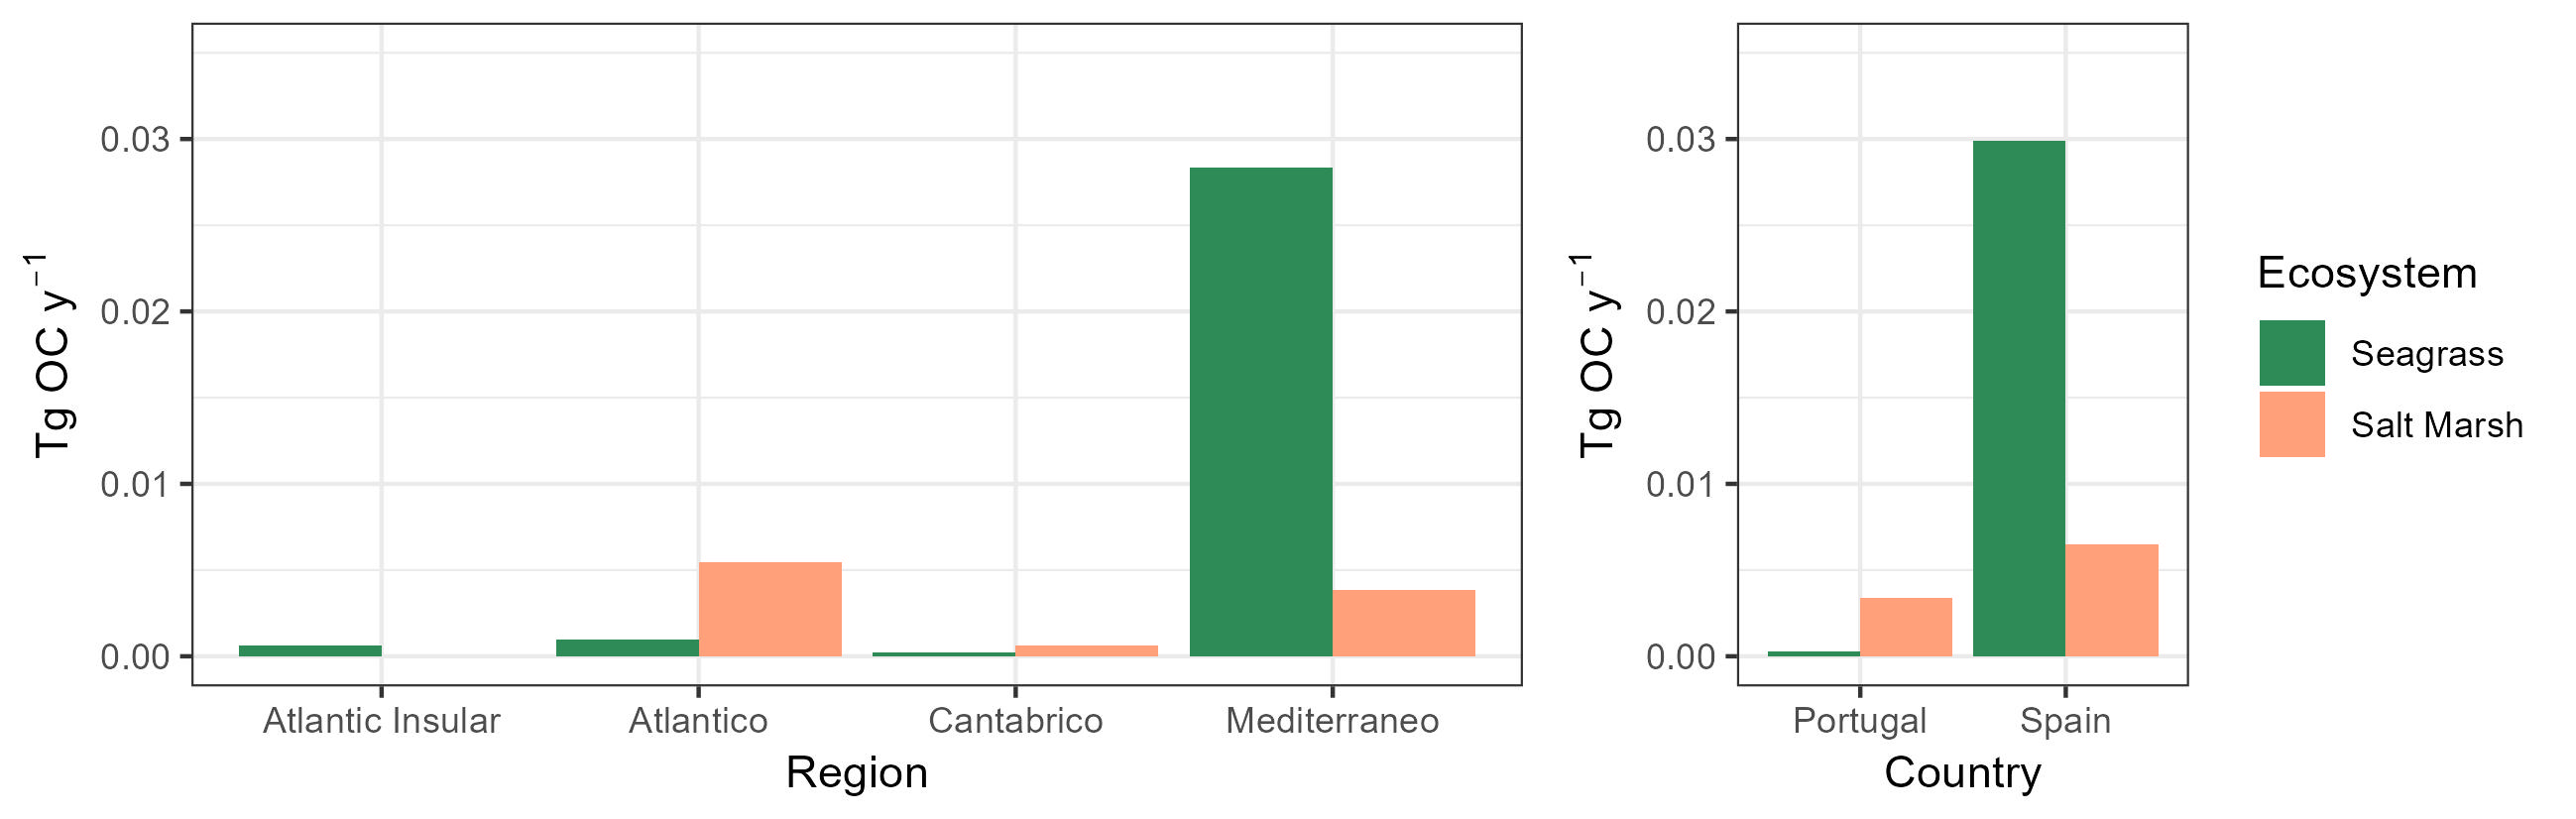 0.03
0.02
0.01
0.00
Tg OC y⁻¹
Atlantic Insular
Atlantico
Cantabrico
Mediterraneo
Region
0.03
0.02
0.01
0.00
Tg OC y⁻¹
Portugal
Spain
Country
Ecosystem
Seagrass
Salt Marsh